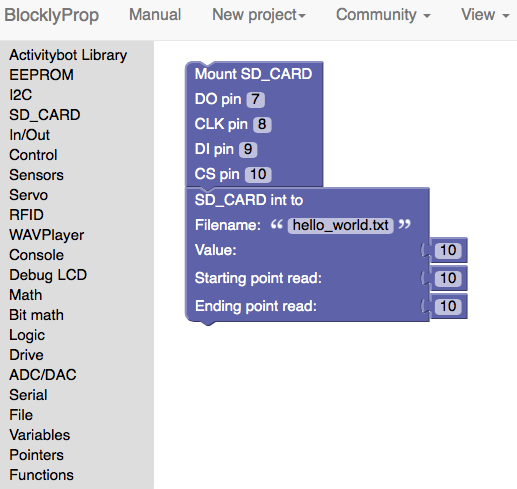 BlocklyProp Manual New project Community View
Activitybot Library
EEPROM
I2C
SD_CARD
In/Out
Control
Sensors
Servo
RFID
WAVPlayer
Console
Debug LCD
Math
Bit math
Logic
Drive
ADC/DAC
Serial
File
Variables
Pointers
Functions
Mount SD_CARD
DO pin 7
CLK pin 8
DI pin 9
CS pin 10
SD_CARD int to
Filename: “ hello_world.txt ”
Value: 10
Starting point read: 10
Ending point read: 10